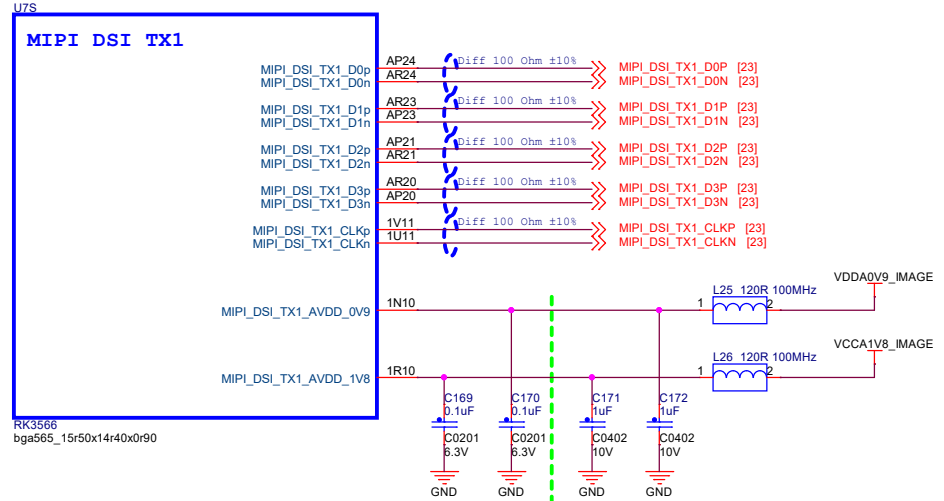 U7S
MIPI DSI TX1
MIPI_DSI_TX1_D0p AP24 Diff 100 Ohm ±10% MIPI_DSI_TX1_D0P [23]
MIPI_DSI_TX1_D0n AR24 MIPI_DSI_TX1_D0N [23]
MIPI_DSI_TX1_D1p AR23 Diff 100 Ohm ±10% MIPI_DSI_TX1_D1P [23]
MIPI_DSI_TX1_D1n AP23 MIPI_DSI_TX1_D1N [23]
MIPI_DSI_TX1_D2p AP21 Diff 100 Ohm ±10% MIPI_DSI_TX1_D2P [23]
MIPI_DSI_TX1_D2n AR21 MIPI_DSI_TX1_D2N [23]
MIPI_DSI_TX1_D3p AR20 Diff 100 Ohm ±10% MIPI_DSI_TX1_D3P [23]
MIPI_DSI_TX1_D3n AP20 MIPI_DSI_TX1_D3N [23]
MIPI_DSI_TX1_CLKp 1V11 Diff 100 Ohm ±10% MIPI_DSI_TX1_CLKP [23]
MIPI_DSI_TX1_CLKn 1U11 MIPI_DSI_TX1_CLKN [23]
VDDA0V9_IMAGE
L25 120R 100MHz
MIPI_DSI_TX1_AVDD_0V9 1N10 1 2
VCCA1V8_IMAGE
L26 120R 100MHz
MIPI_DSI_TX1_AVDD_1V8 1R10 1 2
C169 C170 C171 C172
0.1uF 0.1uF 1uF 1uF
RK3566
bga565_15r50x14r40x0r90
C0201 C0201 C0402 C0402
6.3V 6.3V 10V 10V
GND GND GND GND